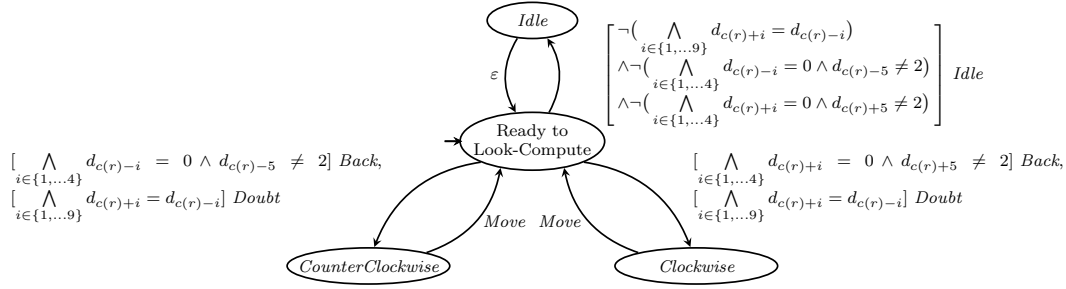 Idle
¬( ⋀ d_{c(r)+i} = d_{c(r)−i})
i∈{1,...9}
∧¬( ⋀ d_{c(r)−i} = 0 ∧ d_{c(r)−5} ≠ 2)
i∈{1,...4}
∧¬( ⋀ d_{c(r)+i} = 0 ∧ d_{c(r)+5} ≠ 2)
i∈{1,...4}
Idle
ε
Ready to
Look-Compute
[ ⋀ d_{c(r)−i} = 0 ∧ d_{c(r)−5} ≠ 2] Back,
i∈{1,...4}
[ ⋀ d_{c(r)+i} = d_{c(r)−i}] Doubt
i∈{1,...9}
[ ⋀ d_{c(r)+i} = 0 ∧ d_{c(r)+5} ≠ 2] Back,
i∈{1,...4}
[ ⋀ d_{c(r)+i} = d_{c(r)−i}] Doubt
i∈{1,...9}
Move Move
CounterClockwise
Clockwise